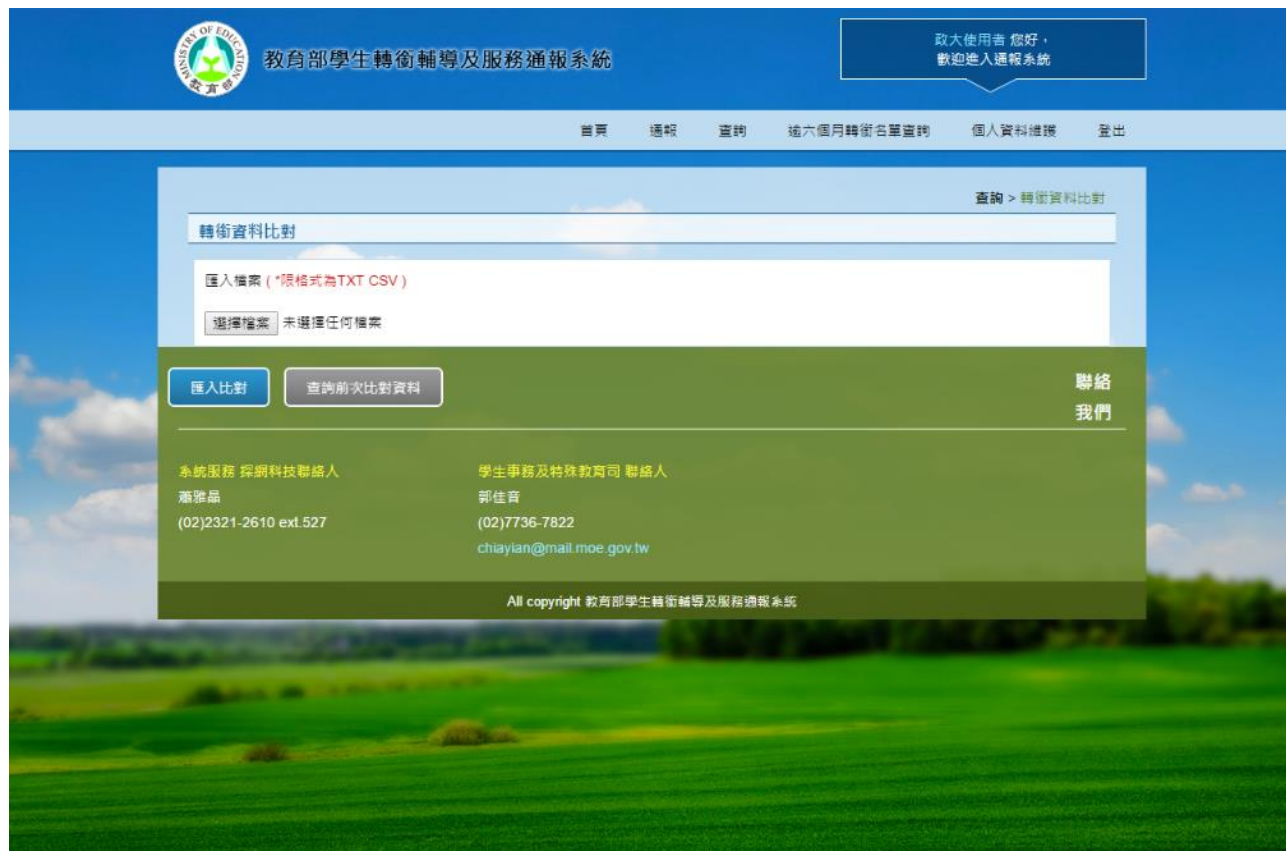 MINISTRY OF EDUCATION
教育部
教育部學生轉銜輔導及服務通報系統
政大使用者 您好，
歡迎進入通報系統
首頁 通報 查詢 逾六個月轉銜名單查詢 個人資料維護 登出
查詢 > 轉銜資料比對
轉銜資料比對
匯入檔案 ( *限格式為TXT CSV )
選擇檔案 未選擇任何檔案
匯入比對 查詢前次比對資料
聯絡
我們
系統服務 探網科技聯絡人
蕭雅晶
(02)2321-2610 ext.527
學生事務及特殊教育司 聯絡人
郭佳音
(02)7736-7822
chiayian@mail.moe.gov.tw
All copyright 教育部學生轉銜輔導及服務通報系統